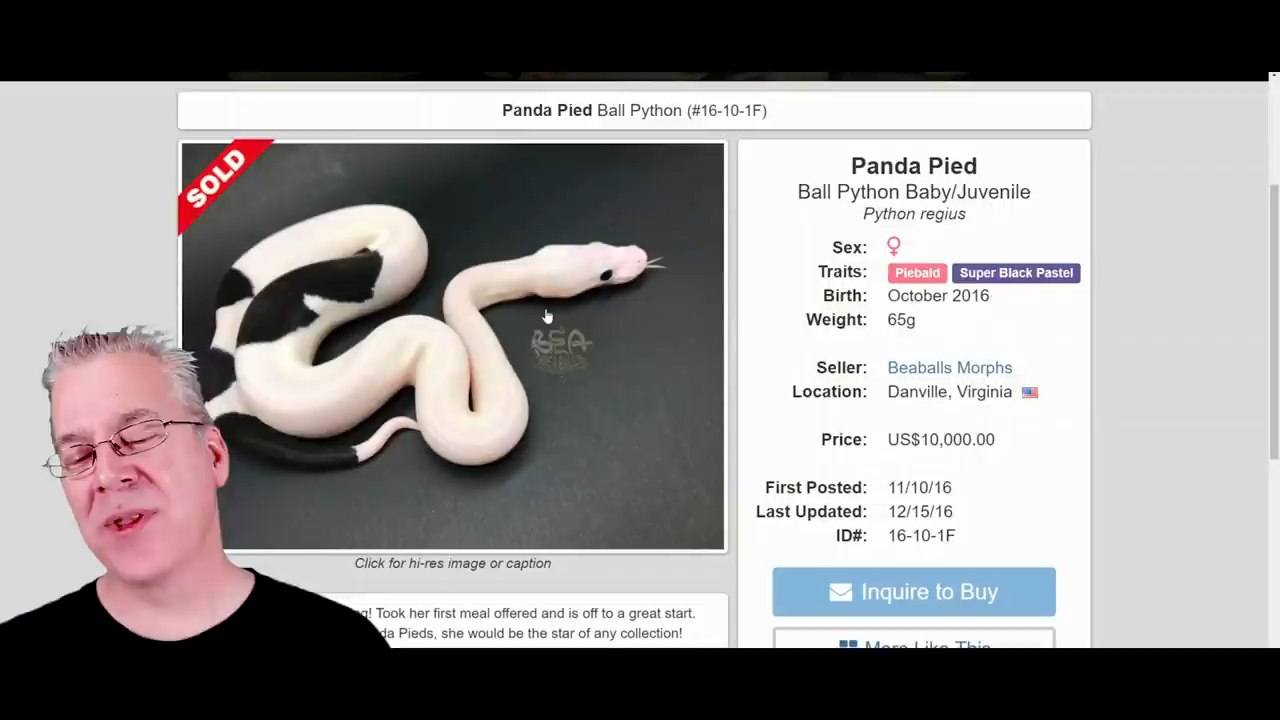 Panda Pied Ball Python (#16-10-1F)
SOLD
Panda Pied
Ball Python Baby/Juvenile
Python regius
Sex: ♀
Traits: Piebald Super Black Pastel
Birth: October 2016
Weight: 65g
Seller: Beaballs Morphs
Location: Danville, Virginia
Price: US$10,000.00
First Posted: 11/10/16
Last Updated: 12/15/16
ID#: 16-10-1F
Inquire to Buy
More Like This
Click for hi-res image or caption
Took her first meal offered and is off to a great start.
Pieds, she would be the star of any collection!